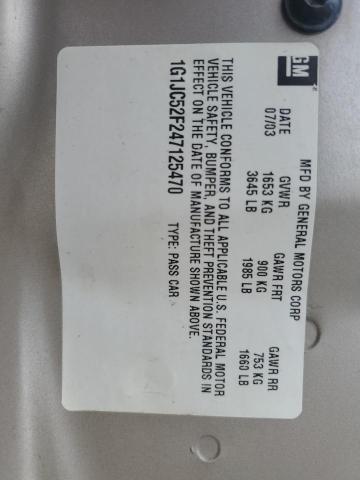 GM
MFD BY GENERAL MOTORS CORP
DATE GVWR GAWR FRT GAWR RR
07/03 1653 KG 900 KG 753 KG
3645 LB 1985 LB 1660 LB
THIS VEHICLE CONFORMS TO ALL APPLICABLE U.S. FEDERAL MOTOR
VEHICLE SAFETY, BUMPER, AND THEFT PREVENTION STANDARDS IN
EFFECT ON THE DATE OF MANUFACTURE SHOWN ABOVE.
1G1JC52F247125470 TYPE: PASS CAR